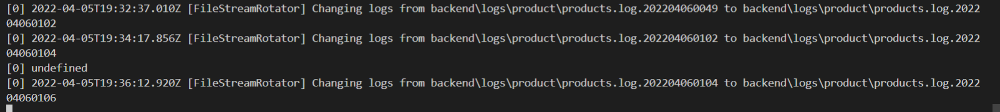 [0] 2022-04-05T19:32:37.010Z [FileStreamRotator] Changing logs from backend\logs\product\products.log.202204060049 to backend\logs\product\products.log.2022
04060102
[0] 2022-04-05T19:34:17.856Z [FileStreamRotator] Changing logs from backend\logs\product\products.log.202204060102 to backend\logs\product\products.log.2022
04060104
[0] undefined
[0] 2022-04-05T19:36:12.920Z [FileStreamRotator] Changing logs from backend\logs\product\products.log.202204060104 to backend\logs\product\products.log.2022
04060106